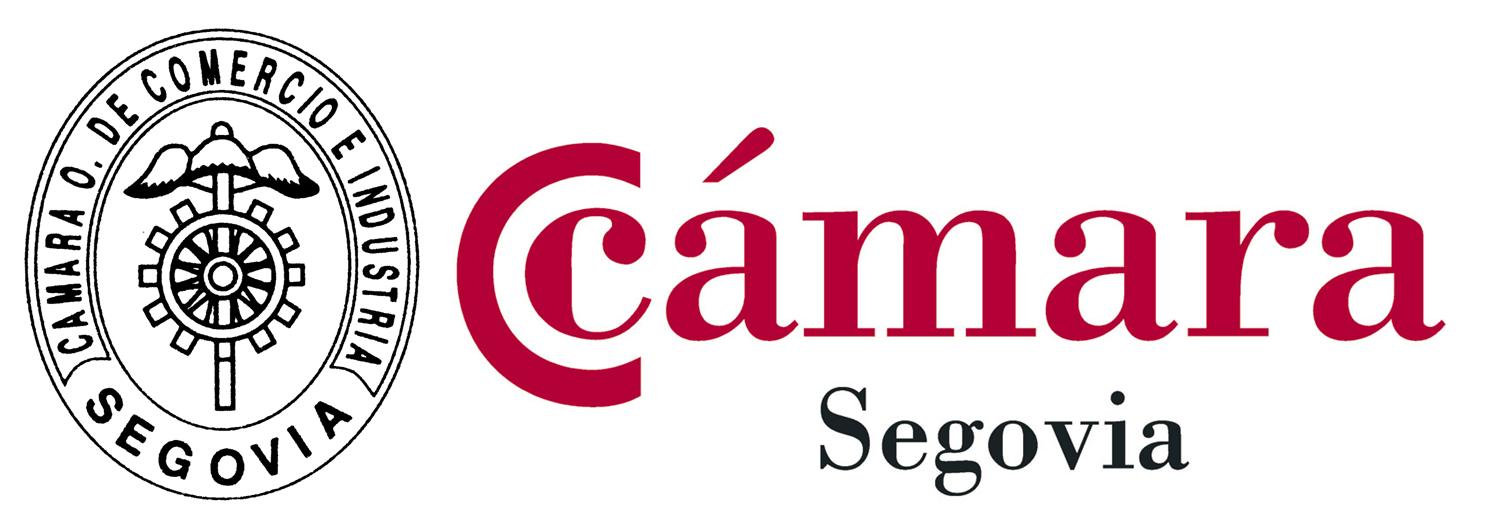 CAMARA O. DE COMERCIO E INDUSTRIA
SEGOVIA
Cámara
Segovia